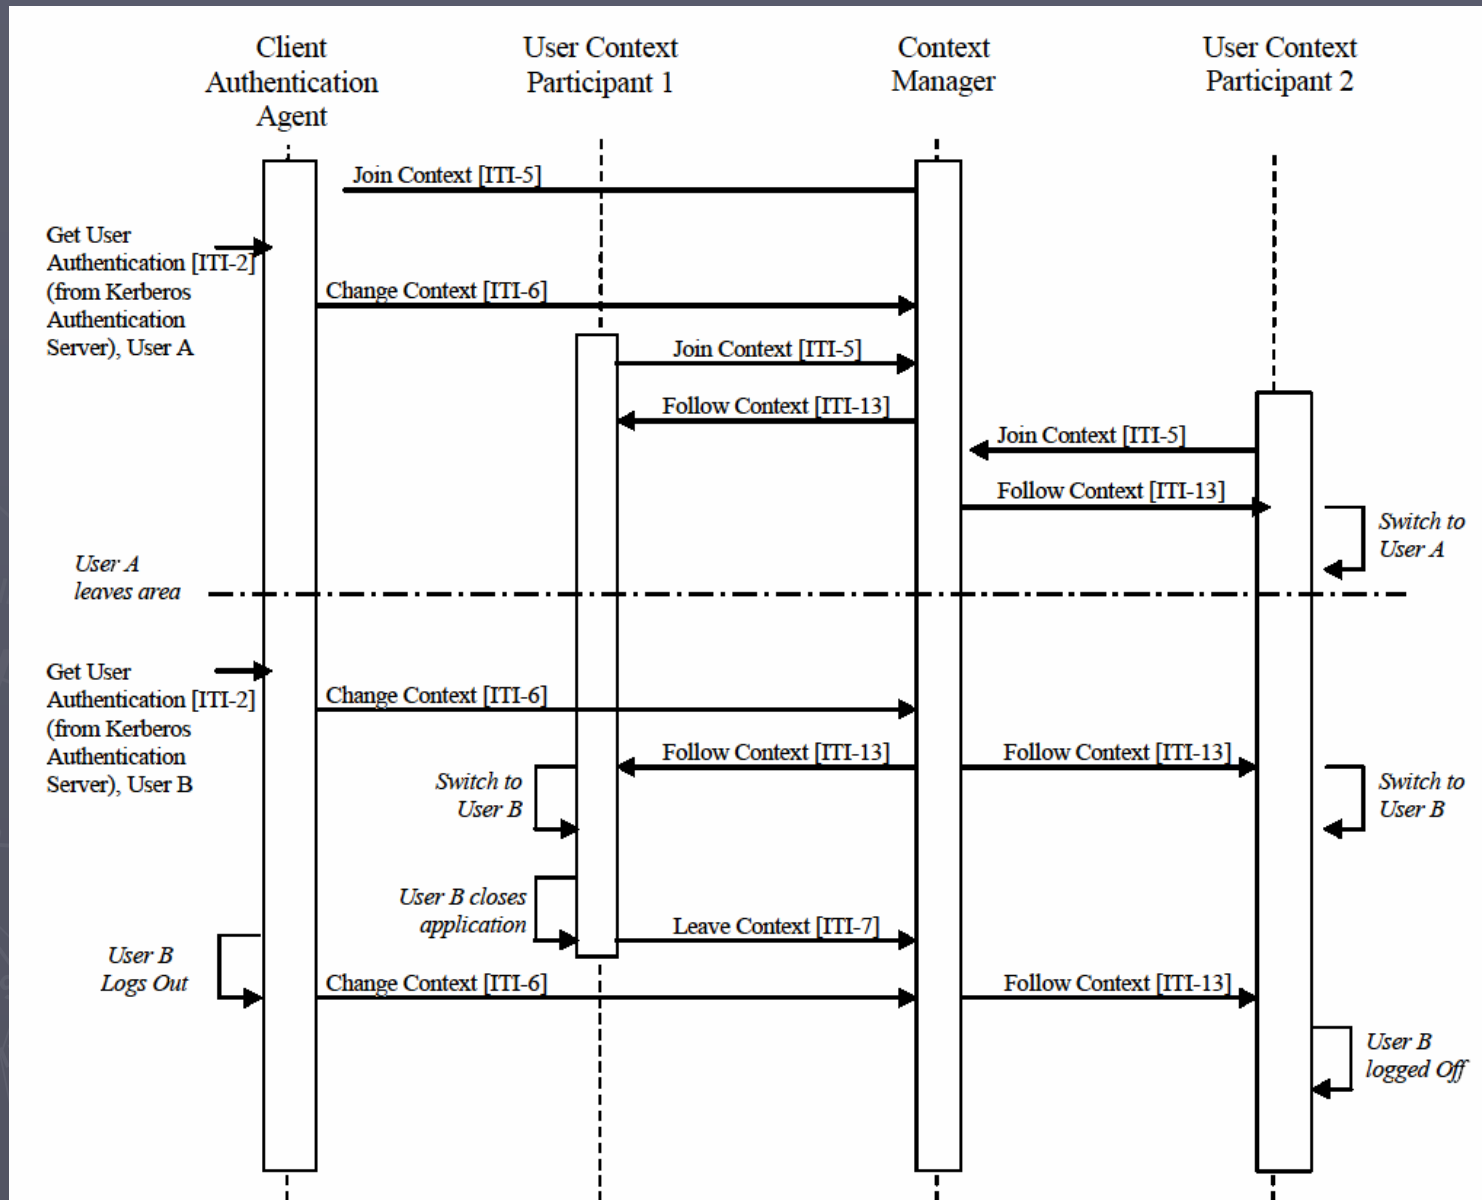 Client
Authentication
Agent
User Context
Participant 1
Context
Manager
User Context
Participant 2
Join Context [ITI-5]
Get User
Authentication [ITI-2]
(from Kerberos
Authentication
Server), User A
Change Context [ITI-6]
Join Context [ITI-5]
Follow Context [ITI-13]
Join Context [ITI-5]
Follow Context [ITI-13]
Switch to
User A
User A
leaves area
Get User
Authentication [ITI-2]
(from Kerberos
Authentication
Server), User B
Change Context [ITI-6]
Follow Context [ITI-13]
Follow Context [ITI-13]
Switch to
User B
Switch to
User B
User B closes
application
Leave Context [ITI-7]
User B
Logs Out
Change Context [ITI-6]
Follow Context [ITI-13]
User B
logged Off